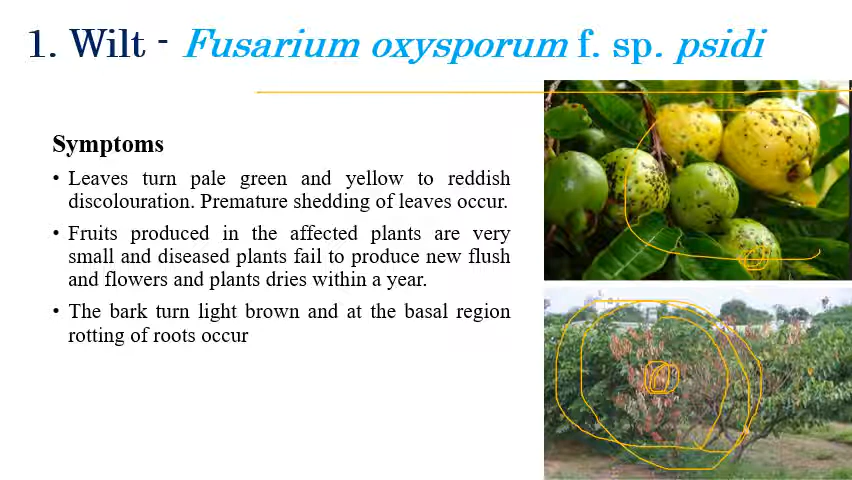 1. Wilt - Fusarium oxysporum f. sp. psidi
Symptoms
• Leaves turn pale green and yellow to reddish
discolouration. Premature shedding of leaves occur.
• Fruits produced in the affected plants are very
small and diseased plants fail to produce new flush
and flowers and plants dries within a year.
• The bark turn light brown and at the basal region
rotting of roots occur